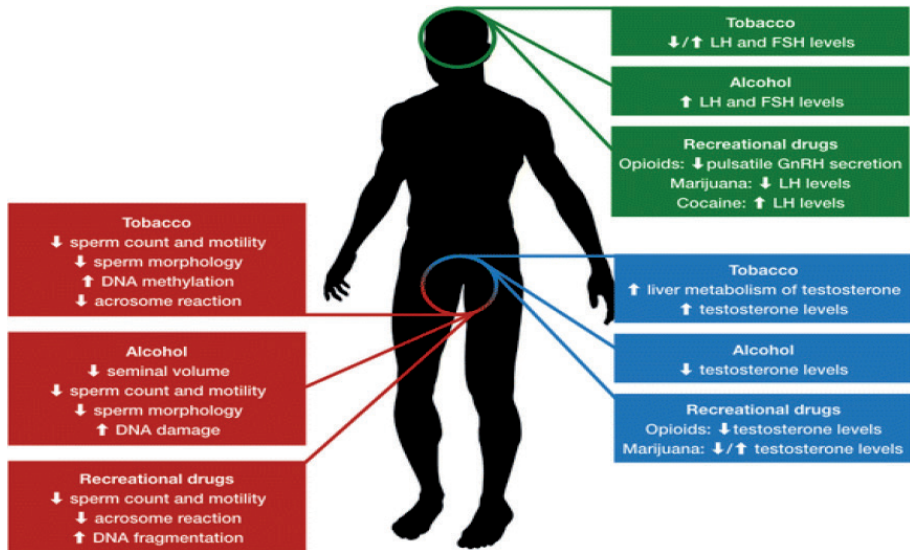 Tobacco
⬇/⬆ LH and FSH levels
Alcohol
⬆ LH and FSH levels
Recreational drugs
Opioids: ⬇pulsatile GnRH secretion
Marijuana: ⬇ LH levels
Cocaine: ⬆ LH levels
Tobacco
⬇ sperm count and motility
⬇ sperm morphology
⬆ DNA methylation
⬇ acrosome reaction
Alcohol
⬇ seminal volume
⬇ sperm count and motility
⬇ sperm morphology
⬆ DNA damage
Recreational drugs
⬇ sperm count and motility
⬇ acrosome reaction
⬆ DNA fragmentation
Tobacco
⬆ liver metabolism of testosterone
⬆ testosterone levels
Alcohol
⬇ testosterone levels
Recreational drugs
Opioids: ⬇testosterone levels
Marijuana: ⬇/⬆ testosterone levels